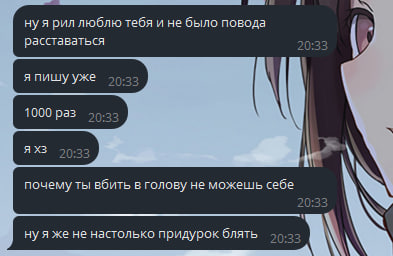 ну я рил люблю тебя и не было повода
расставаться
20:33
я пишу уже 20:33
1000 раз 20:33
я хз 20:33
почему ты вбить в голову не можешь себе
20:33
ну я же не настолько придурок блять 20:33